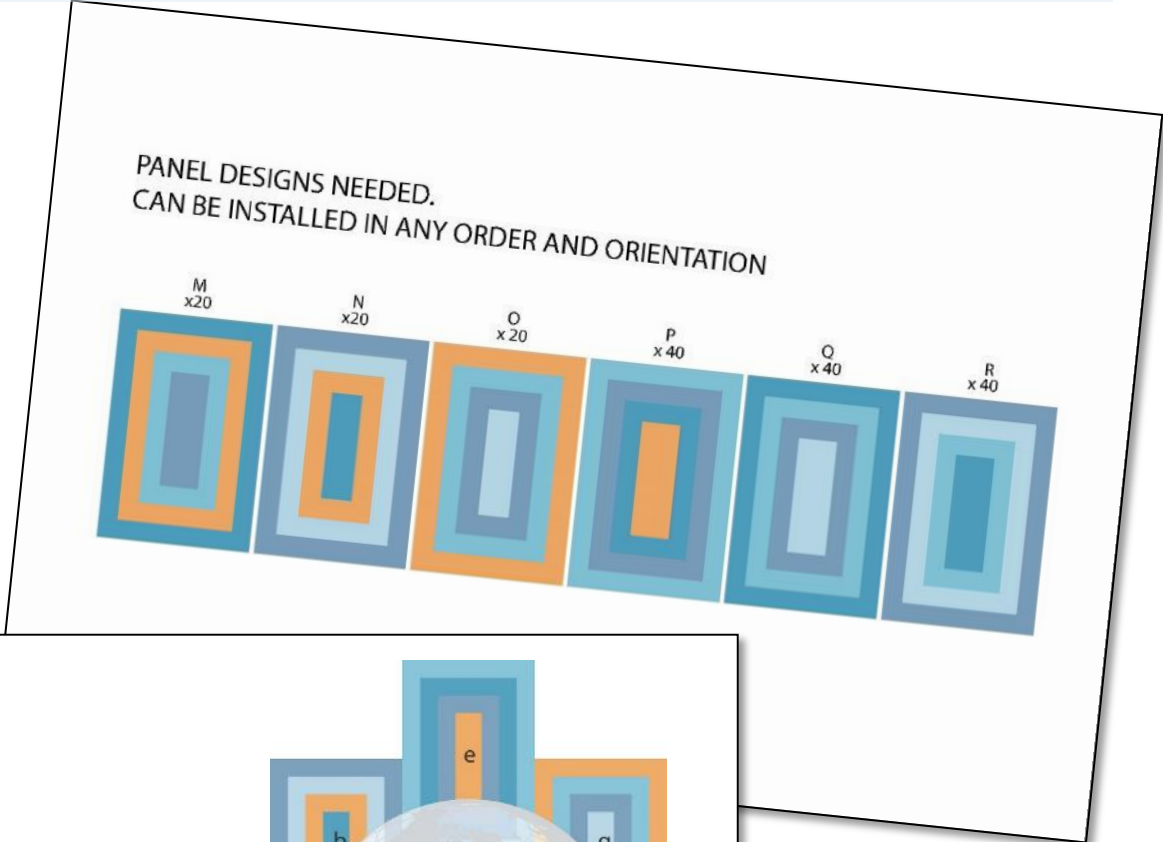 PANEL DESIGNS NEEDED.
CAN BE INSTALLED IN ANY ORDER AND ORIENTATION
M
x20
N
x20
O
x 20
P
x 40
Q
x 40
R
x 40
e